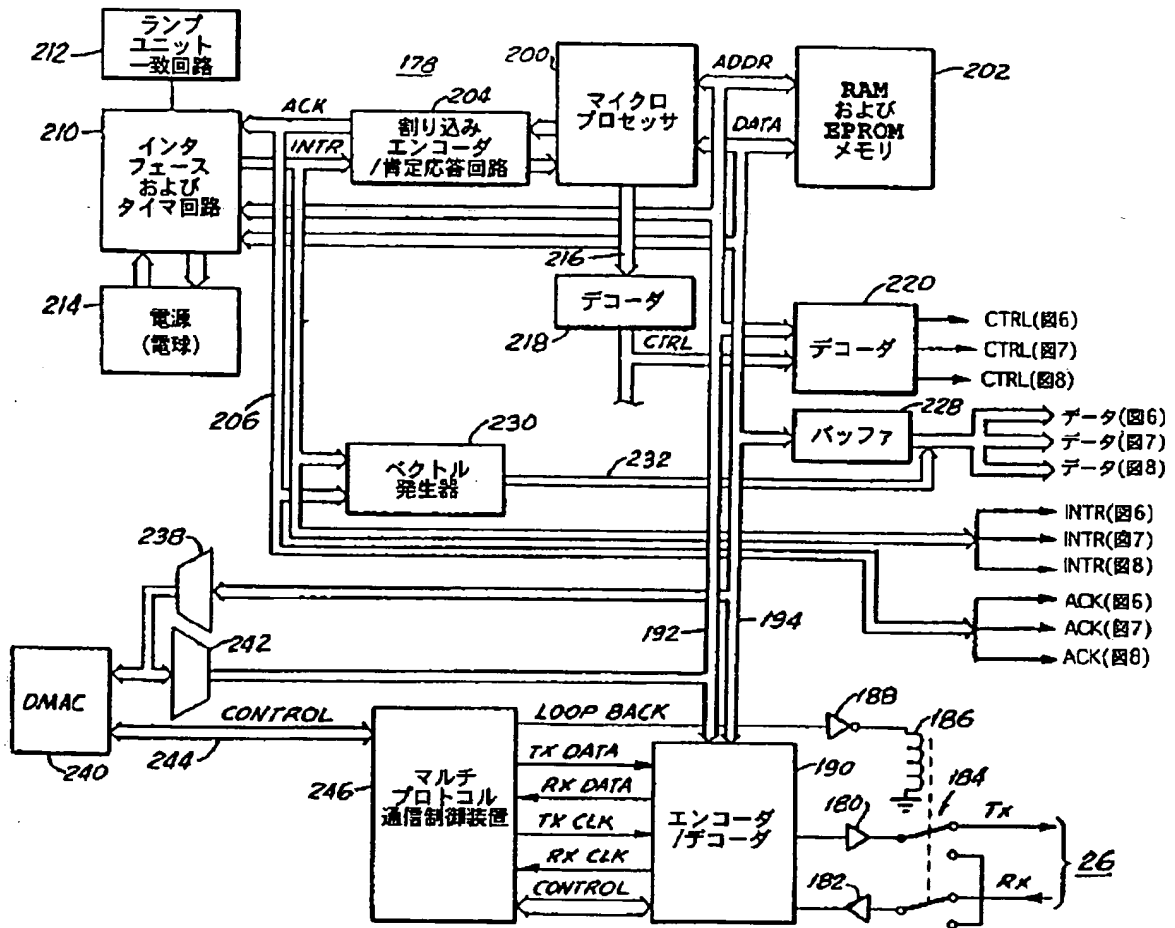 212
ランプ
ユニット
一致回路
210
インタ
フェース
および
タイマ回路
214
電源
(電球)
ACK
INTR
178
204
割り込み
エンコーダ
/肯定応答回路
200
マイクロ
プロセッサ
ADDR
DATA
202
RAM
および
EPROM
メモリ
216
デコーダ
218
CTRL
220
デコーダ
CTRL(図6)
CTRL(図7)
CTRL(図8)
206
230
ベクトル
発生器
232
228
バッファ
データ(図6)
データ(図7)
データ(図8)
INTR(図6)
INTR(図7)
INTR(図8)
ACK(図6)
ACK(図7)
ACK(図8)
238
242
192
194
DMAC
240
CONTROL
244
246
マルチ
プロトコル
通信制御装置
LOOP BACK
TX DATA
RX DATA
TX CLK
RX CLK
CONTROL
190
エンコーダ
/デコーダ
188
186
184
180
182
Tx
Rx
26